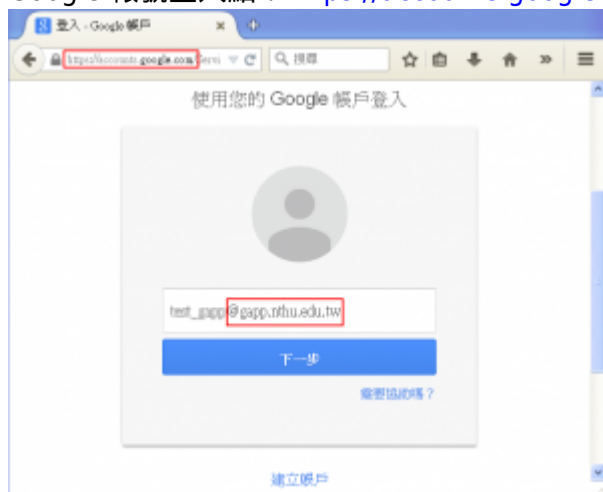 登入 - Google 帳戶
https://accounts.google.com/Servi
搜尋
使用您的 Google 帳戶登入
test_gapp@gapp.nthu.edu.tw
下一步
需要協助嗎？
建立帳戶